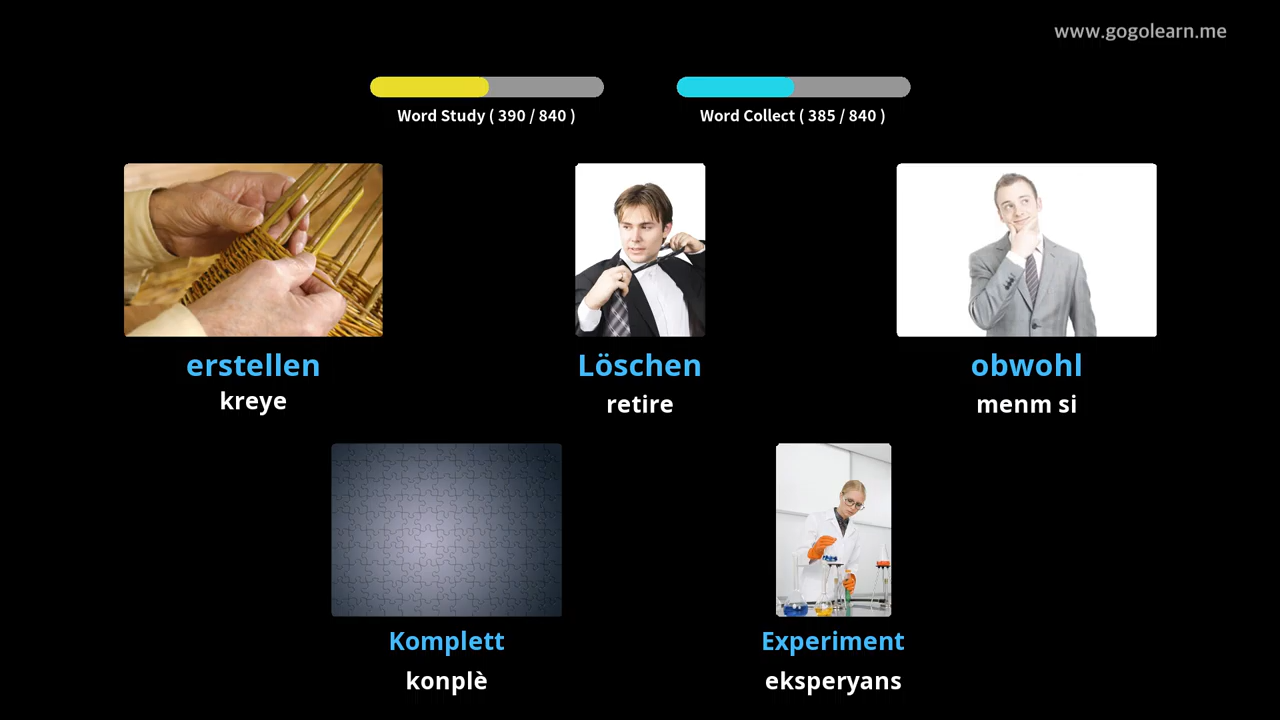 www.gogolearn.me
Word Study ( 390 / 840 )
Word Collect ( 385 / 840 )
erstellen
kreye
Löschen
retire
obwohl
menm si
Komplett
konplè
Experiment
eksperyans